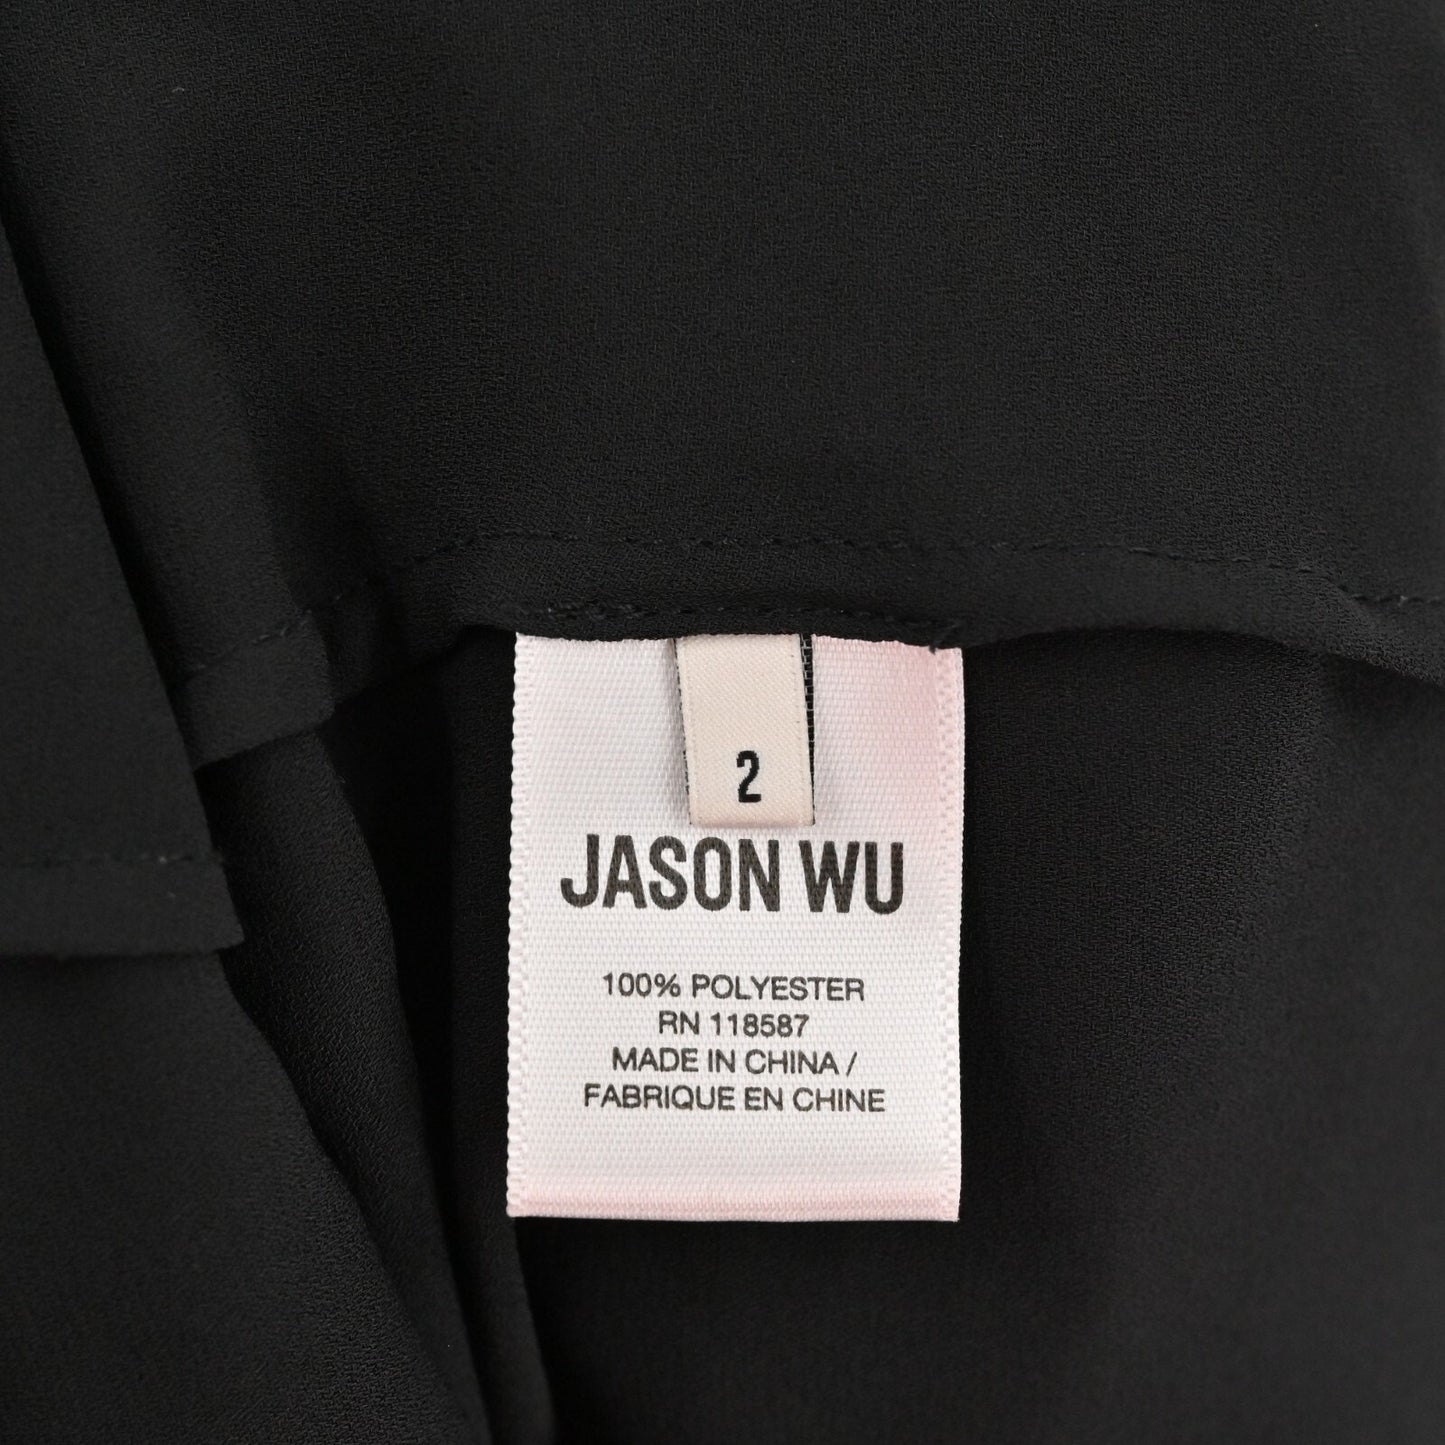 2
JASON WU
100% POLYESTER
RN 118587
MADE IN CHINA /
FABRIQUE EN CHINE